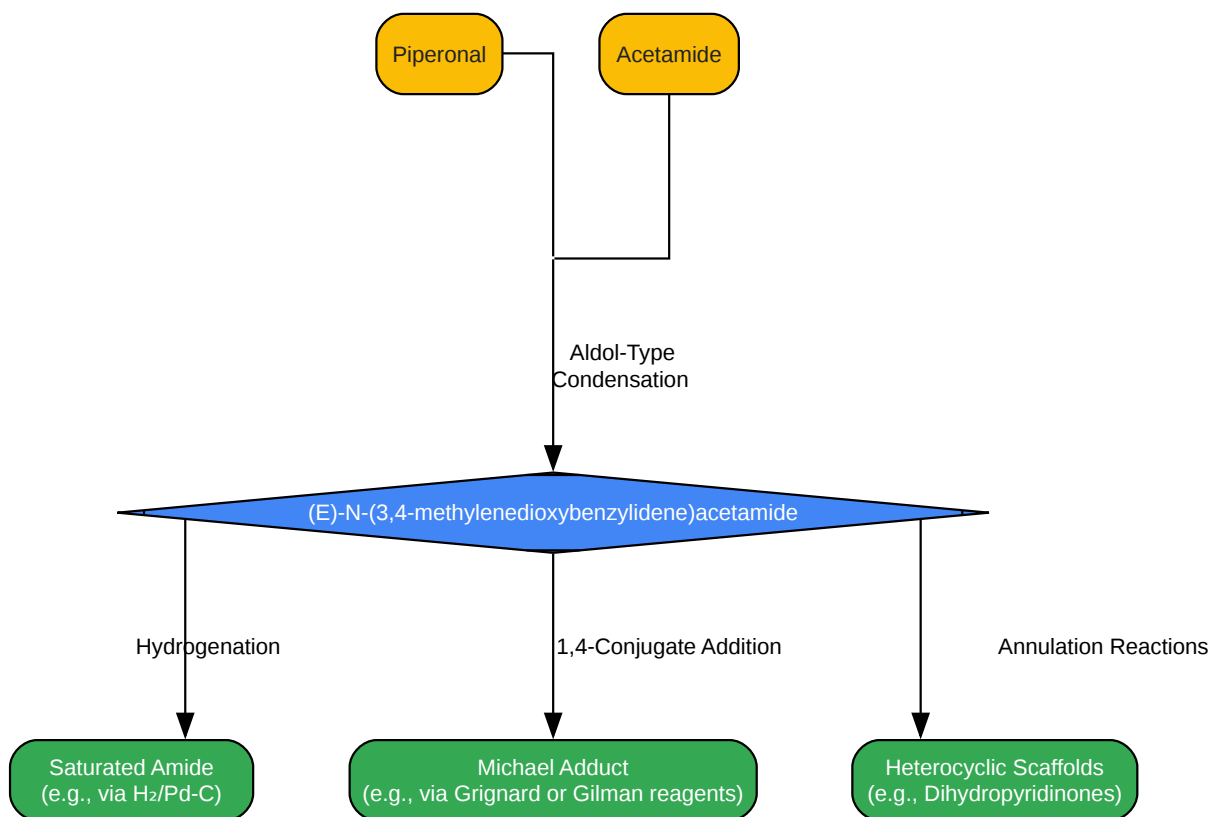 Piperonal
Acetamide
Aldol-Type
Condensation
(E)-N-(3,4-methylenedioxybenzylidene)acetamide
Hydrogenation
1,4-Conjugate Addition
Annulation Reactions
Saturated Amide
(e.g., via H₂/Pd-C)
Michael Adduct
(e.g., via Grignard or Gilman reagents)
Heterocyclic Scaffolds
(e.g., Dihydropyridinones)